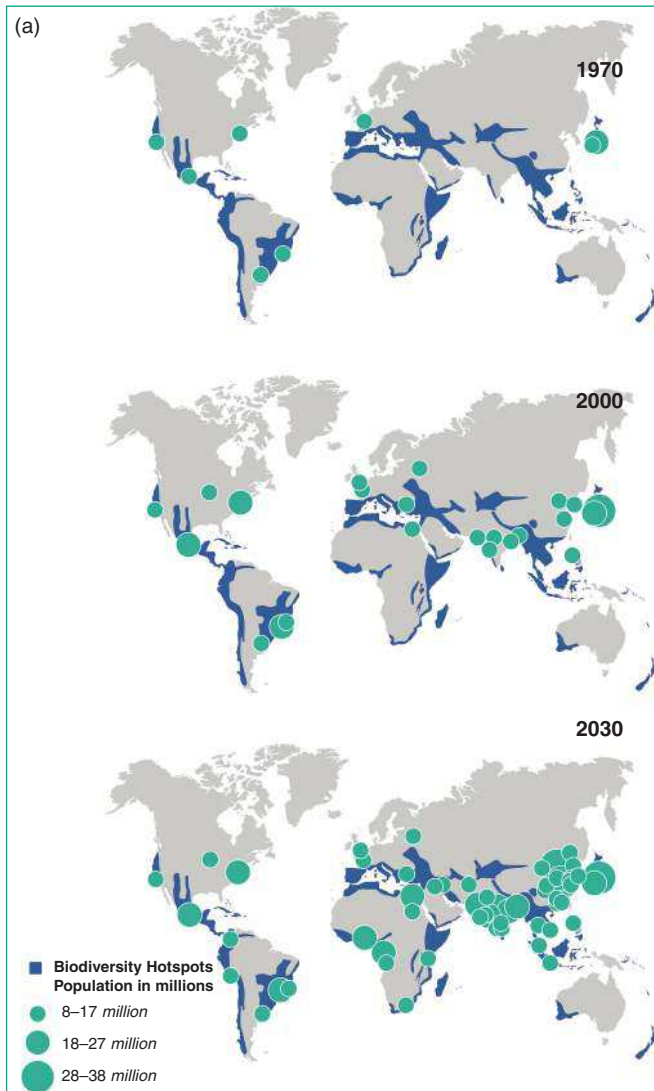 (a)
1970
2000
2030
Biodiversity Hotspots
Population in millions
8–17 million
18–27 million
28–38 million